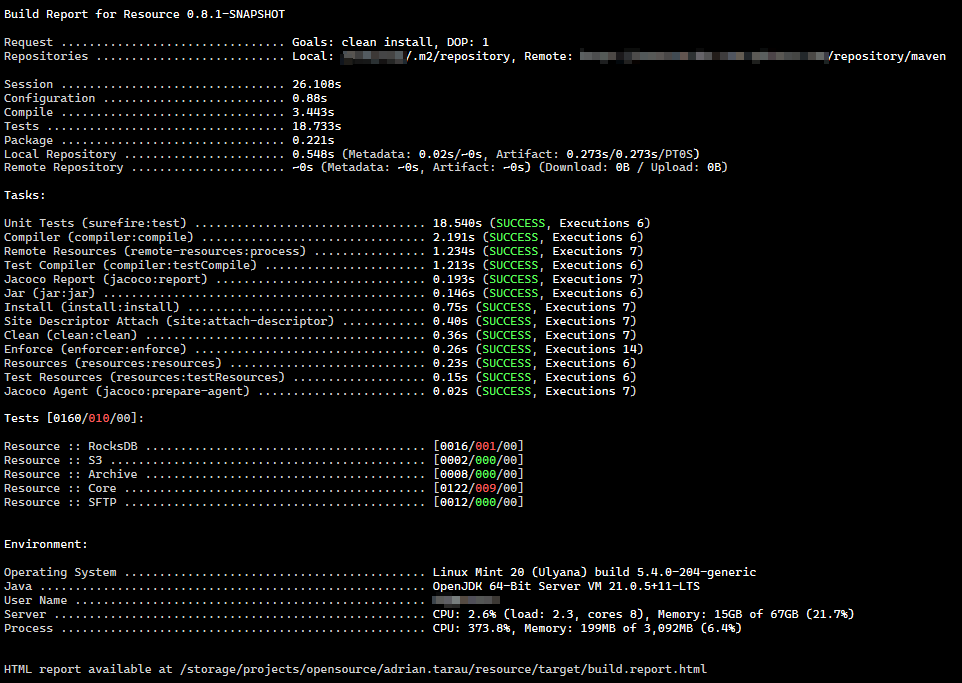 Build Report for Resource 0.8.1-SNAPSHOT
Request ................................ Goals: clean install, DOP: 1
Repositories ........................... Local: /.m2/repository, Remote: /repository/maven
Session ................................ 26.108s
Configuration .......................... 0.88s
Compile ................................ 3.443s
Tests .................................. 18.733s
Package ................................ 0.221s
Local Repository ....................... 0.548s (Metadata: 0.02s/~0s, Artifact: 0.273s/0.273s/PT0S)
Remote Repository ...................... ~0s (Metadata: ~0s, Artifact: ~0s) (Download: 0B / Upload: 0B)
Tasks:
Unit Tests (surefire:test) ................................. 18.540s (SUCCESS, Executions 6)
Compiler (compiler:compile) ................................ 2.191s (SUCCESS, Executions 6)
Remote Resources (remote-resources:process) ................ 1.234s (SUCCESS, Executions 7)
Test Compiler (compiler:testCompile) ....................... 1.213s (SUCCESS, Executions 6)
Jacoco Report (jacoco:report) .............................. 0.193s (SUCCESS, Executions 7)
Jar (jar:jar) .............................................. 0.146s (SUCCESS, Executions 6)
Install (install:install) .................................. 0.75s (SUCCESS, Executions 7)
Site Descriptor Attach (site:attach-descriptor) ............ 0.40s (SUCCESS, Executions 7)
Clean (clean:clean) ........................................ 0.36s (SUCCESS, Executions 7)
Enforce (enforcer:enforce) ................................. 0.26s (SUCCESS, Executions 14)
Resources (resources:resources) ............................ 0.23s (SUCCESS, Executions 6)
Test Resources (resources:testResources) ................... 0.15s (SUCCESS, Executions 6)
Jacoco Agent (jacoco:prepare-agent) ........................ 0.02s (SUCCESS, Executions 7)
Tests [0160/010/00]:
Resource :: RocksDB ........................................ [0016/001/00]
Resource :: S3 ............................................. [0002/000/00]
Resource :: Archive ........................................ [0008/000/00]
Resource :: Core ........................................... [0122/009/00]
Resource :: SFTP ........................................... [0012/000/00]
Environment:
Operating System ........................................... Linux Mint 20 (Ulyana) build 5.4.0-204-generic
Java ....................................................... OpenJDK 64-Bit Server VM 21.0.5+11-LTS
User Name ..................................................
Server ..................................................... CPU: 2.6% (load: 2.3, cores 8), Memory: 15GB of 67GB (21.7%)
Process .................................................... CPU: 373.8%, Memory: 199MB of 3,092MB (6.4%)
HTML report available at /storage/projects/opensource/adrian.tarau/resource/target/build.report.html